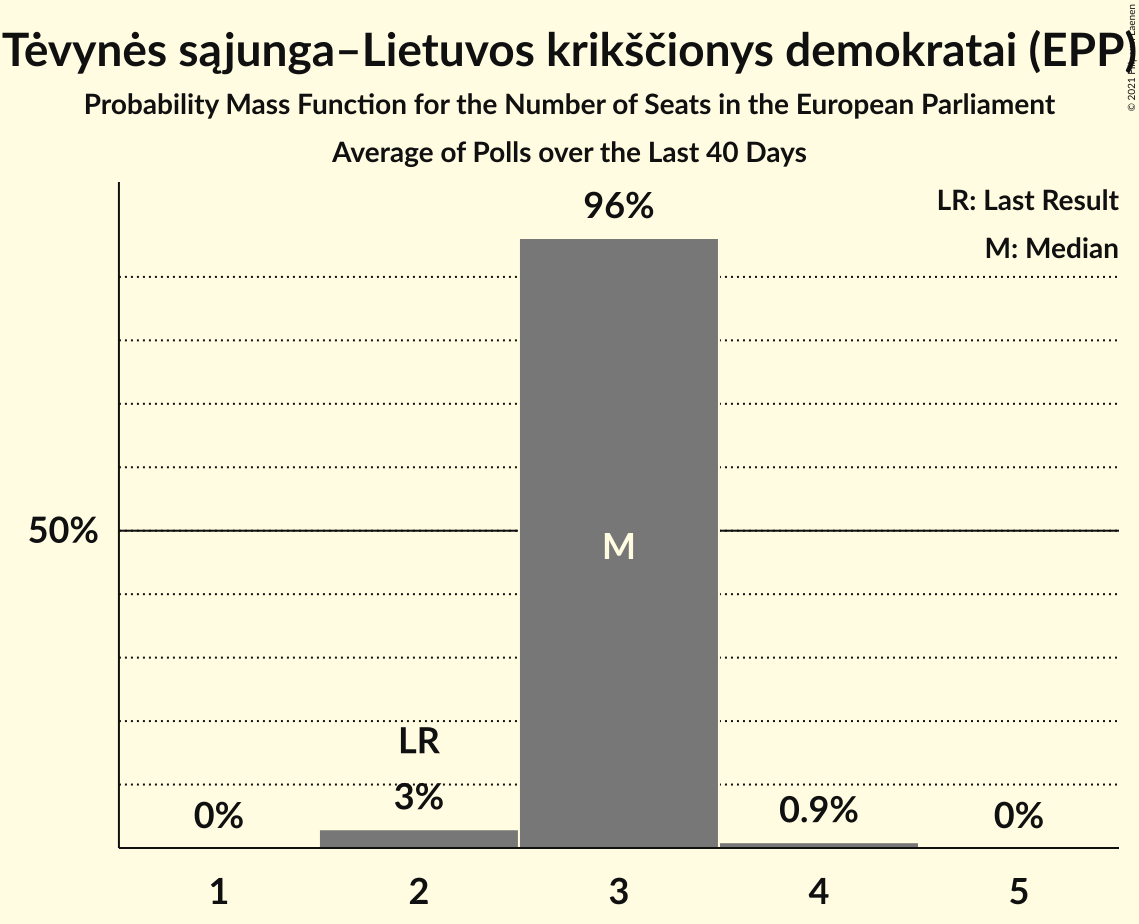 Tėvynės sąjunga–Lietuvos krikščionys demokratai (EPP)
Probability Mass Function for the Number of Seats in the European Parliament
Average of Polls over the Last 40 Days
© 2021 Laenen
LR: Last Result
M: Median
96%
50%
M
LR
0%
3%
0.9%
0%
1
2
3
4
5